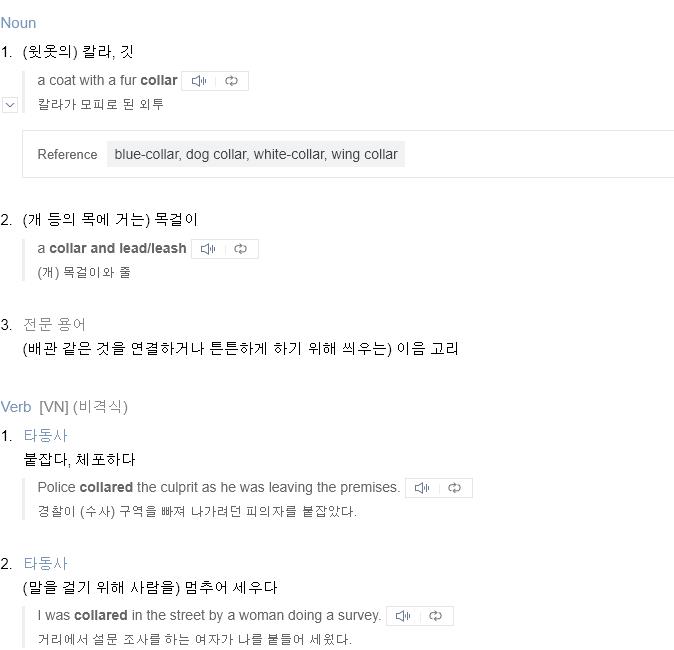 Noun
1. (윗옷의) 칼라, 깃
a coat with a fur collar
칼라가 모피로 된 외투
Reference blue-collar, dog collar, white-collar, wing collar
2. (개 등의 목에 거는) 목걸이
a collar and lead/leash
(개) 목걸이와 줄
3. 전문 용어
(배관 같은 것을 연결하거나 튼튼하게 하기 위해 씌우는) 이음 고리
Verb [VN] (비격식)
1. 타동사
붙잡다, 체포하다
Police collared the culprit as he was leaving the premises.
경찰이 (수사) 구역을 빠져 나가려던 피의자를 붙잡았다.
2. 타동사
(말을 걸기 위해 사람을) 멈추어 세우다
I was collared in the street by a woman doing a survey.
거리에서 설문 조사를 하는 여자가 나를 붙들어 세웠다.